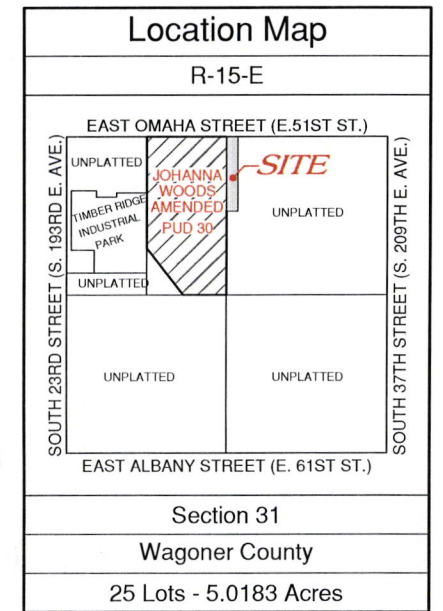 Location Map
R-15-E
EAST OMAHA STREET (E.51ST ST.)
SOUTH 23RD STREET (S. 193RD E. AVE.)
UNPLATTED
TIMBER RIDGE
INDUSTRIAL
PARK
UNPLATTED
JOHANNA
WOODS
AMENDED
PUD 30
SITE
UNPLATTED
SOUTH 37TH STREET (S. 209TH E. AVE.)
UNPLATTED
UNPLATTED
EAST ALBANY STREET (E. 61ST ST.)
Section 31
Wagoner County
25 Lots - 5.0183 Acres